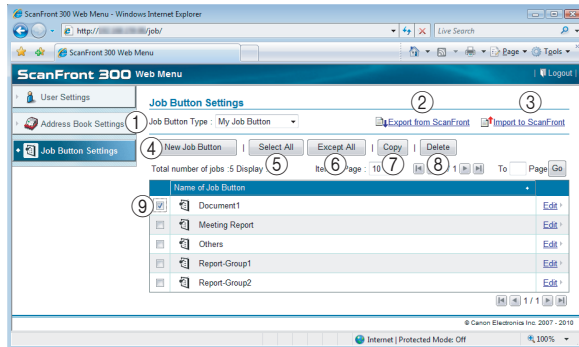 ScanFront 300 Web Menu - Windows Internet Explorer
http:// /job/
Live Search
ScanFront 300 Web Menu
Page Tools
ScanFront 300 Web Menu
Logout
User Settings
Address Book Settings
Job Button Settings
Job Button Settings
② ③
① Job Button Type : My Job Button
Export from ScanFront Import to ScanFront
④ New Job Button | Select All Except All | Copy | Delete
⑤ ⑥ ⑦ ⑧
Total number of jobs :5 Display Page : 10 1 To Page Go
Name of Job Button
⑨ Document1 Edit
Meeting Report Edit
Others Edit
Report-Group1 Edit
Report-Group2 Edit
1 / 1
© Canon Electronics Inc. 2007 - 2010
Internet | Protected Mode: Off 100%